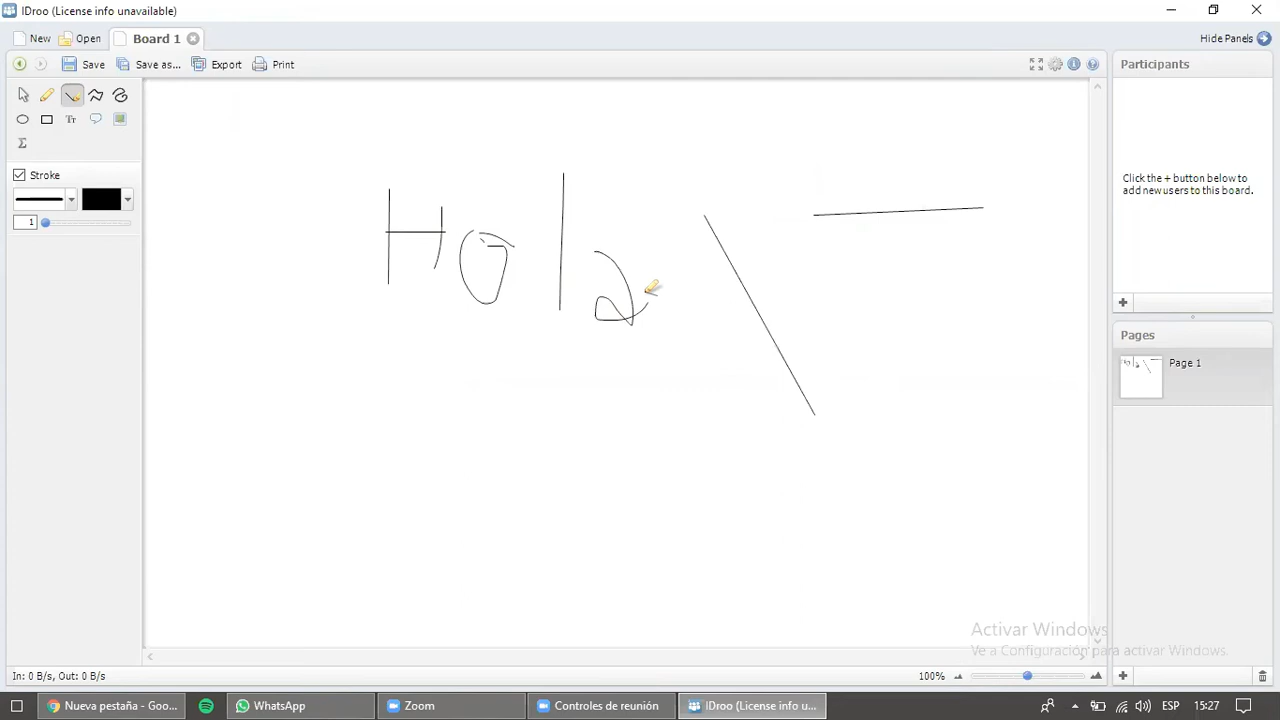 IDroo (License info unavailable)
New Open Board 1 Hide Panels
Save Save as... Export Print
Participants
Stroke
1
Click the + button below to
add new users to this board.
Hola
Pages
Page 1
Activar Windows
Ve a Configuración para activar Windows.
In: 0 B/s, Out: 0 B/s
100%
Nueva pestaña - Goo... WhatsApp Zoom Controles de reunión IDroo (License info u... ESP 15:27